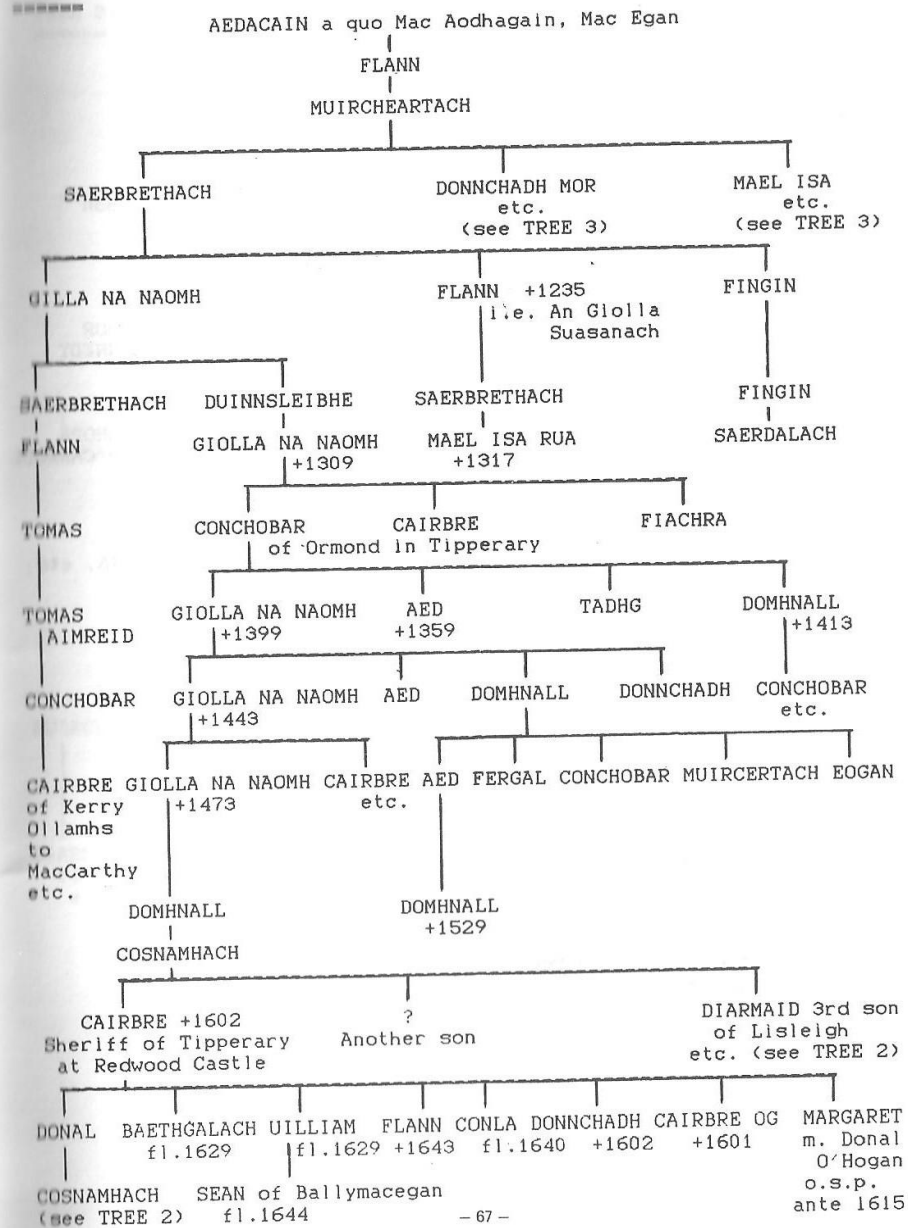 AEDACAIN a quo Mac Aodhagain, Mac Egan
FLANN
MUIRCHEARTACH
SAERBRETHACH DONNCHADH MOR MAEL ISA
etc. etc.
(see TREE 3) (see TREE 3)
GILLA NA NAOMH FLANN +1235 FINGIN
i.e. An Giolla
Suasanach
SAERBRETHACH DUINNSLEIBHE SAERBRETHACH FINGIN
FLANN GIOLLA NA NAOMH MAEL ISA RUA SAERDALACH
+1309 +1317
TOMAS CONCHOBAR CAIRBRE FIACHRA
of Ormond in Tipperary
TOMAS GIOLLA NA NAOMH AED TADHG DOMHNALL
AIMREID +1399 +1359 +1413
CONCHOBAR GIOLLA NA NAOMH AED DOMHNALL DONNCHADH CONCHOBAR
+1443 etc.
CAIRBRE GIOLLA NA NAOMH CAIRBRE AED FERGAL CONCHOBAR MUIRCERTACH EOGAN
of Kerry +1473 etc.
Ollamhs
to
MacCarthy
etc.
DOMHNALL DOMHNALL
+1529
COSNAMHACH
CAIRBRE +1602 ? DIARMAID 3rd son
Sheriff of Tipperary Another son of Lisleigh
at Redwood Castle etc. (see TREE 2)
DONAL BAETHGALACH UILLIAM FLANN CONLA DONNCHADH CAIRBRE OG MARGARET
fl.1629 fl.1629 +1643 fl.1640 +1602 +1601 m. Donal
O'Hogan
o.s.p.
ante 1615
COSNAMHACH SEAN of Ballymacegan
(see TREE 2) fl.1644
- 67 -